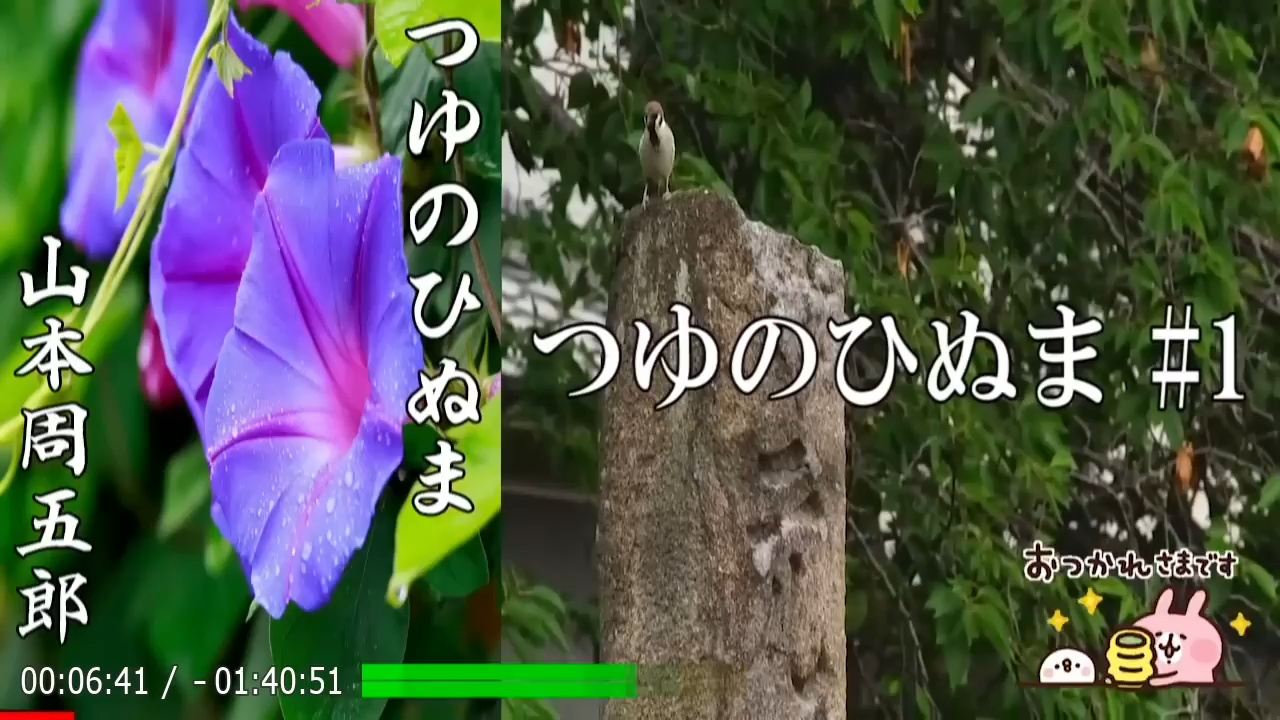 つゆのひぬま
山本周五郎
つゆのひぬま #1
おつかれさまです
00:06:41 / -01:40:51